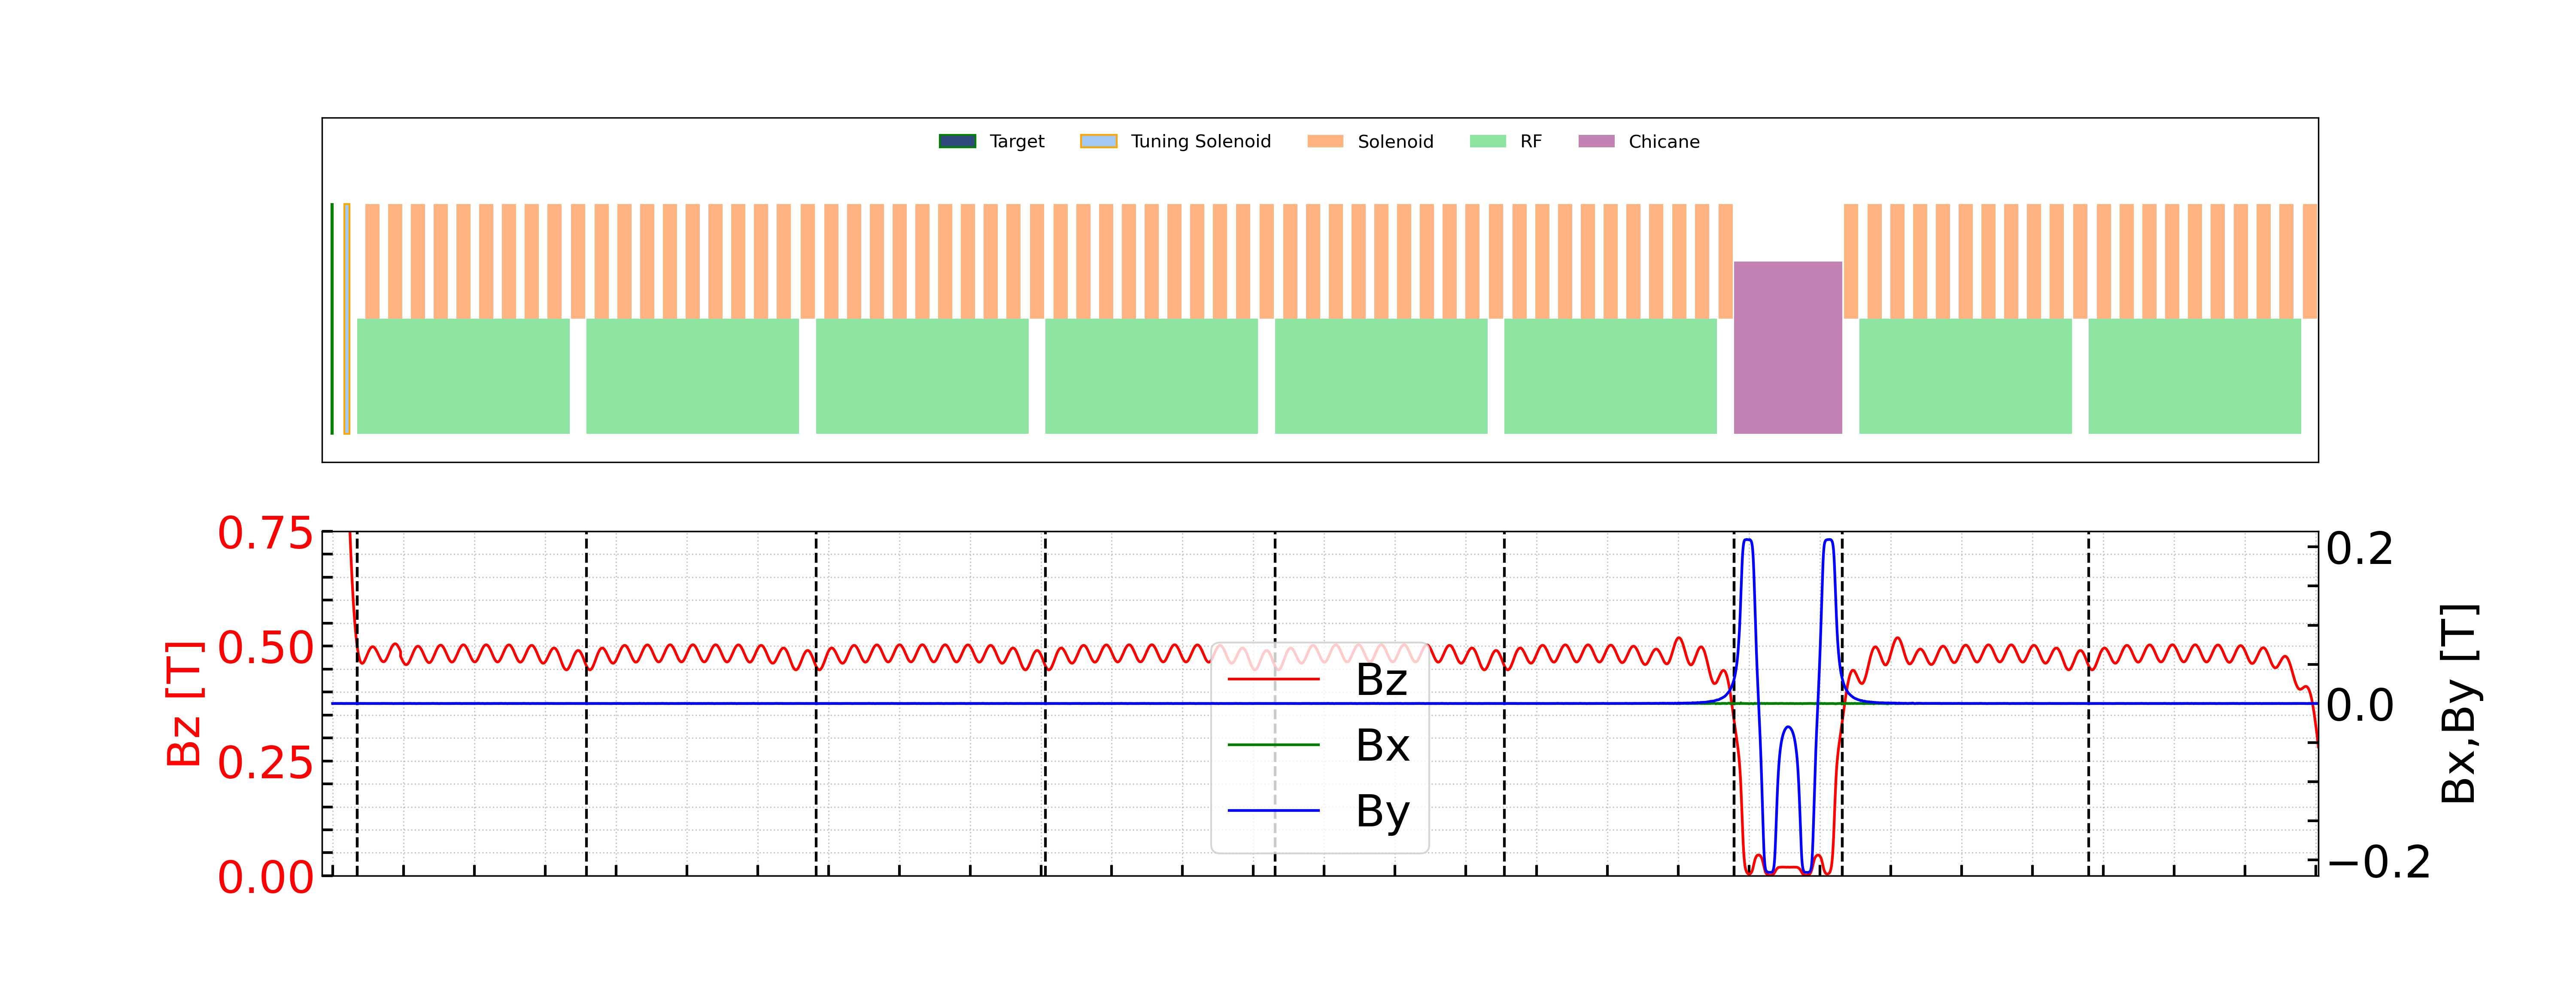 Target Tuning Solenoid Solenoid RF Chicane
0.75
0.50
0.25
0.00
Bz [T]
Bz
Bx
By
0.2
0.0
−0.2
Bx,By [T]